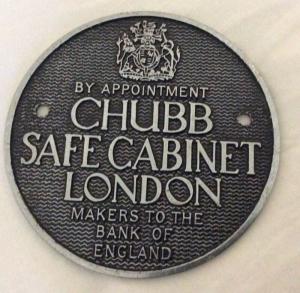 BY APPOINTMENT
CHUBB
SAFE CABINET
LONDON
MAKERS TO THE
BANK OF
ENGLAND